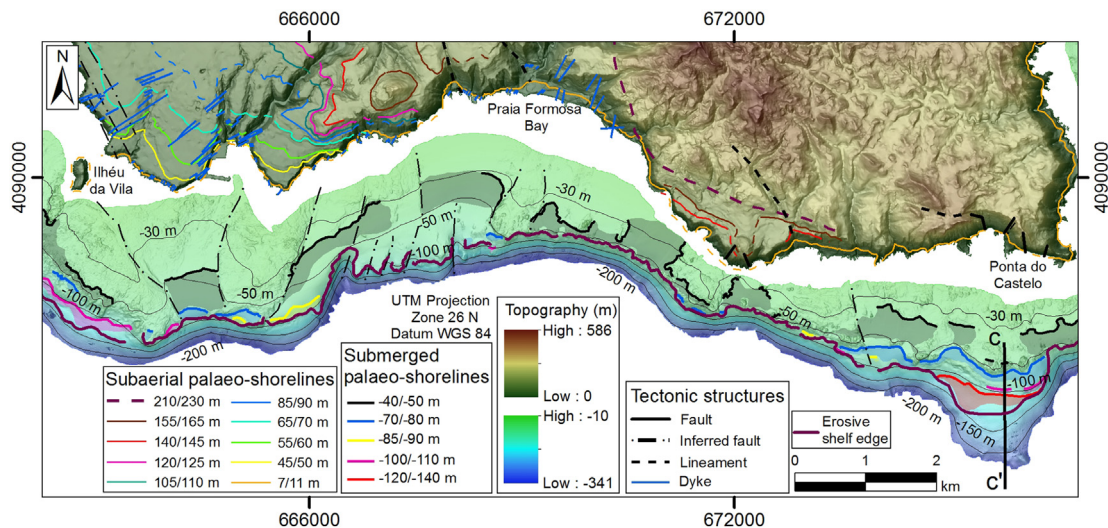 666000
672000
N
Praia Formosa
Bay
Ilhéu
da Vila
4090000
4090000
-30 m
-30 m
-50 m
-100 m
-50 m
-100 m
-200 m
-200 m
-50 m
-30 m
Ponta do
Castelo
C
-100 m
-200 m
-150 m
C'
UTM Projection
Zone 26 N
Datum WGS 84
Subaerial palaeo-shorelines
210/230 m
155/165 m
140/145 m
120/125 m
105/110 m
85/90 m
65/70 m
55/60 m
45/50 m
7/11 m
Submerged
palaeo-shorelines
-40/-50 m
-70/-80 m
-85/-90 m
-100/-110 m
-120/-140 m
Topography (m)
High : 586
Low : 0
High : -10
Low : -341
Tectonic structures
Fault
Inferred fault
Lineament
Dyke
Erosive
shelf edge
0 1 2
km
666000
672000